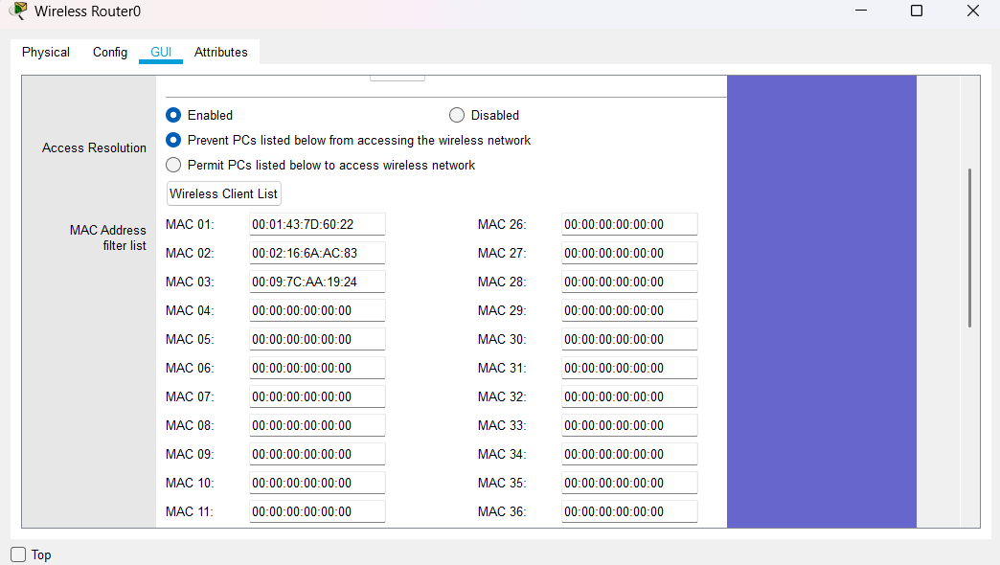 Wireless Router0
Physical Config GUI Attributes
Enabled Disabled
Access Resolution
Prevent PCs listed below from accessing the wireless network
Permit PCs listed below to access wireless network
Wireless Client List
MAC Address
filter list
MAC 01: 00:01:43:7D:60:22 MAC 26: 00:00:00:00:00:00
MAC 02: 00:02:16:6A:AC:83 MAC 27: 00:00:00:00:00:00
MAC 03: 00:09:7C:AA:19:24 MAC 28: 00:00:00:00:00:00
MAC 04: 00:00:00:00:00:00 MAC 29: 00:00:00:00:00:00
MAC 05: 00:00:00:00:00:00 MAC 30: 00:00:00:00:00:00
MAC 06: 00:00:00:00:00:00 MAC 31: 00:00:00:00:00:00
MAC 07: 00:00:00:00:00:00 MAC 32: 00:00:00:00:00:00
MAC 08: 00:00:00:00:00:00 MAC 33: 00:00:00:00:00:00
MAC 09: 00:00:00:00:00:00 MAC 34: 00:00:00:00:00:00
MAC 10: 00:00:00:00:00:00 MAC 35: 00:00:00:00:00:00
MAC 11: 00:00:00:00:00:00 MAC 36: 00:00:00:00:00:00
Top